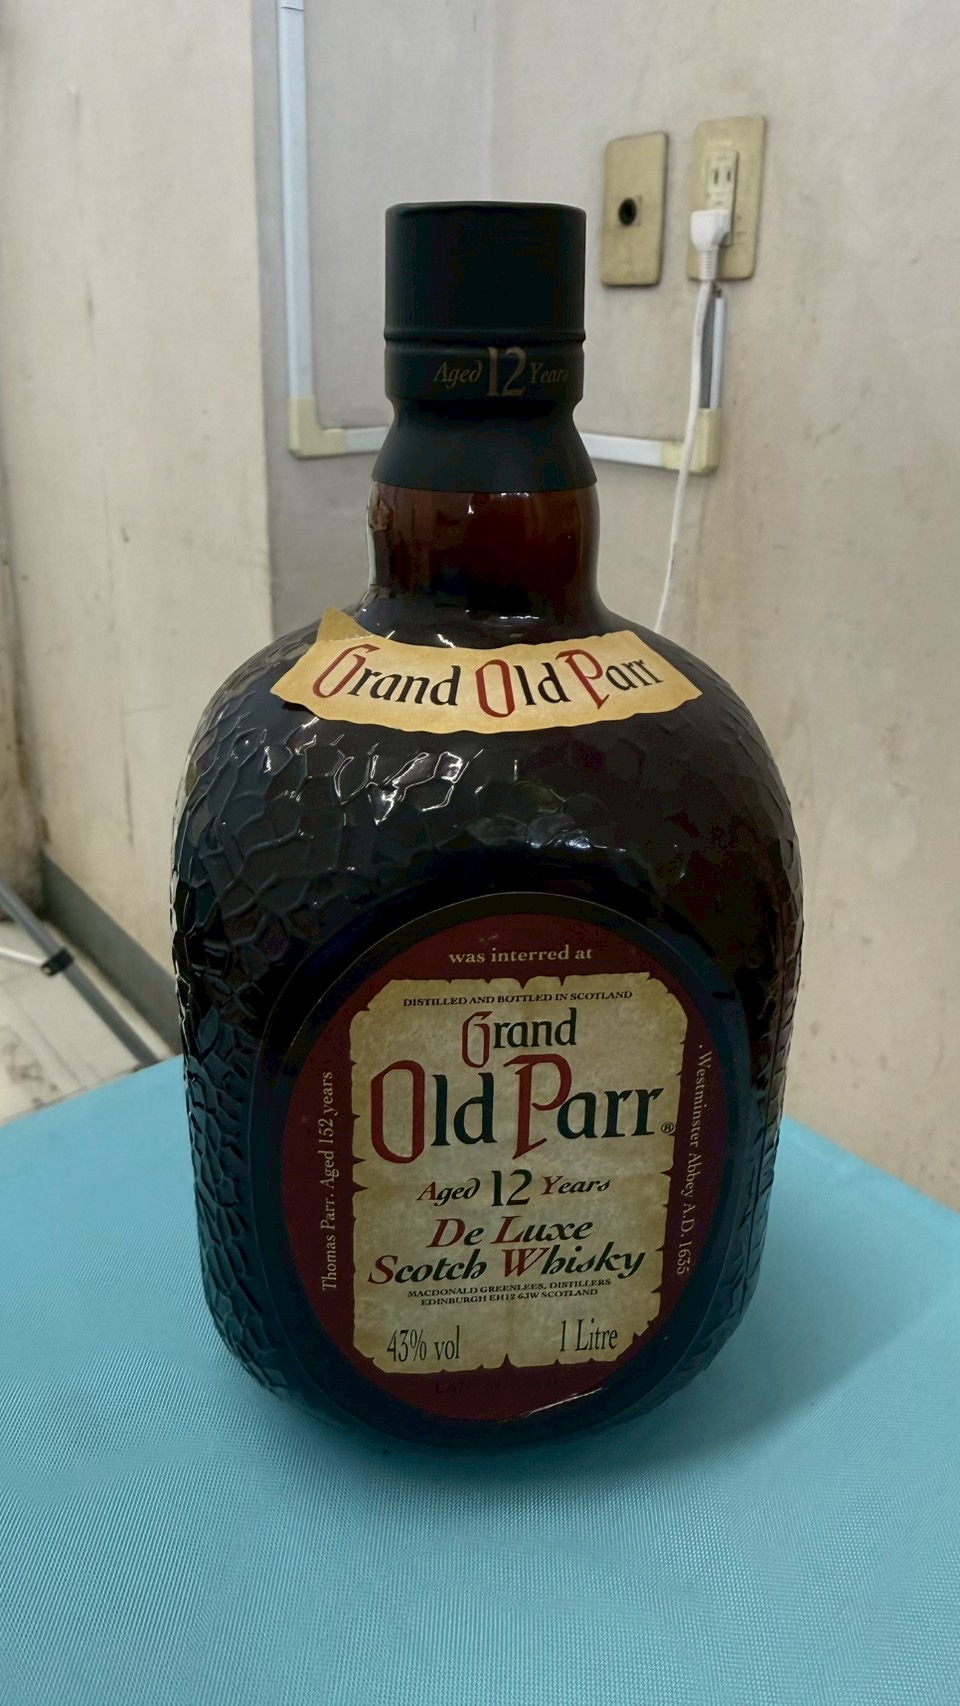 Aged 12 Years
Grand Old Parr
was interred at
DISTILLED AND BOTTLED IN SCOTLAND
Grand
Old Parr®
Aged 12 Years
De Luxe
Scotch Whisky
MACDONALD GREENLEES, DISTILLERS
EDINBURGH EH12 6JW SCOTLAND
43% vol 1 Litre
Thomas Parr. Aged 152 years
. Westminster Abbey A.D. 1635